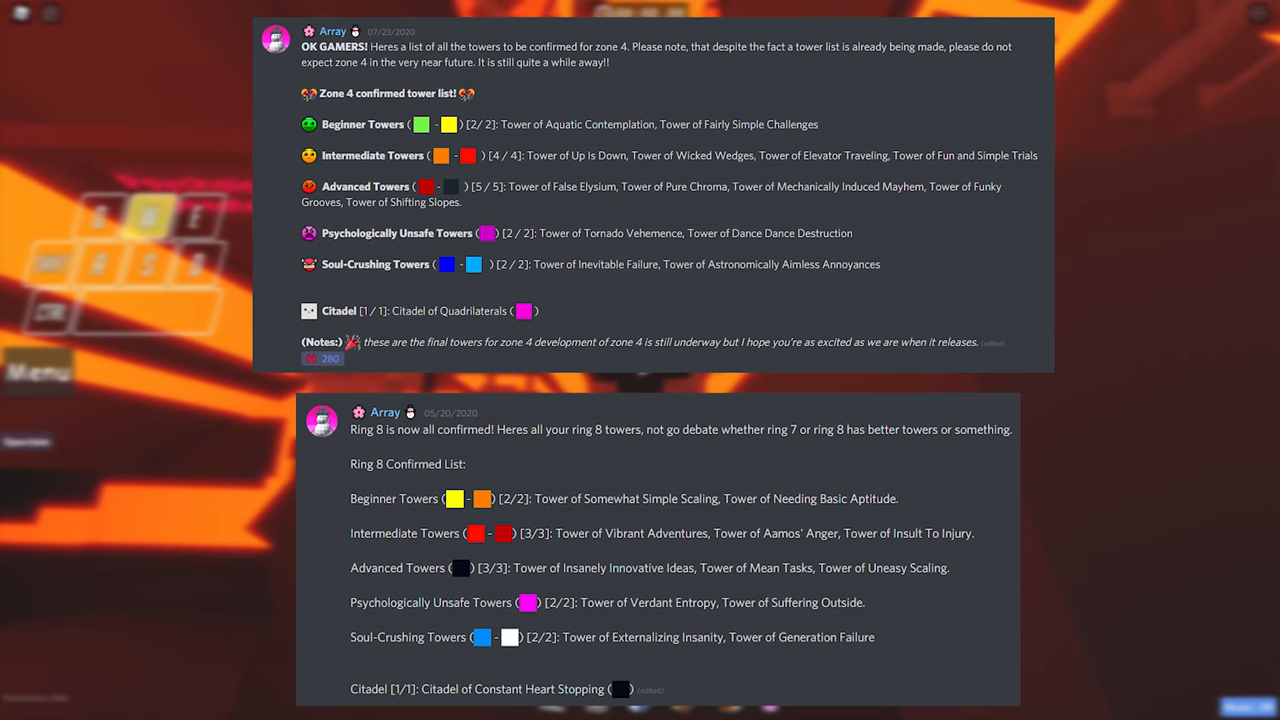 Array 07/23/2020
OK GAMERS! Heres a list of all the towers to be confirmed for zone 4. Please note, that despite the fact a tower list is already being made, please do not
expect zone 4 in the very near future. It is still quite a while away!!
Zone 4 confirmed tower list!
Beginner Towers ( - ) [2/ 2]: Tower of Aquatic Contemplation, Tower of Fairly Simple Challenges
Intermediate Towers ( - ) [4 / 4]: Tower of Up Is Down, Tower of Wicked Wedges, Tower of Elevator Traveling, Tower of Fun and Simple Trials
Advanced Towers ( - ) [5 / 5]: Tower of False Elysium, Tower of Pure Chroma, Tower of Mechanically Induced Mayhem, Tower of Funky
Grooves, Tower of Shifting Slopes.
Psychologically Unsafe Towers ( ) [2 / 2]: Tower of Tornado Vehemence, Tower of Dance Dance Destruction
Soul-Crushing Towers ( - ) [2 / 2]: Tower of Inevitable Failure, Tower of Astronomically Aimless Annoyances
Citadel [1 / 1]: Citadel of Quadrilaterals ( )
(Notes:) these are the final towers for zone 4 development of zone 4 is still underway but I hope you're as excited as we are when it releases. (edited)
280
Menu
Array 05/20/2020
Ring 8 is now all confirmed! Heres all your ring 8 towers, not go debate whether ring 7 or ring 8 has better towers or something.
Ring 8 Confirmed List:
Beginner Towers ( - ) [2/2]: Tower of Somewhat Simple Scaling, Tower of Needing Basic Aptitude.
Intermediate Towers ( - ) [3/3]: Tower of Vibrant Adventures, Tower of Aamos' Anger, Tower of Insult To Injury.
Advanced Towers ( ) [3/3]: Tower of Insanely Innovative Ideas, Tower of Mean Tasks, Tower of Uneasy Scaling.
Psychologically Unsafe Towers ( ) [2/2]: Tower of Verdant Entropy, Tower of Suffering Outside.
Soul-Crushing Towers ( - ) [2/2]: Tower of Externalizing Insanity, Tower of Generation Failure
Citadel [1/1]: Citadel of Constant Heart Stopping ( ) (edited)